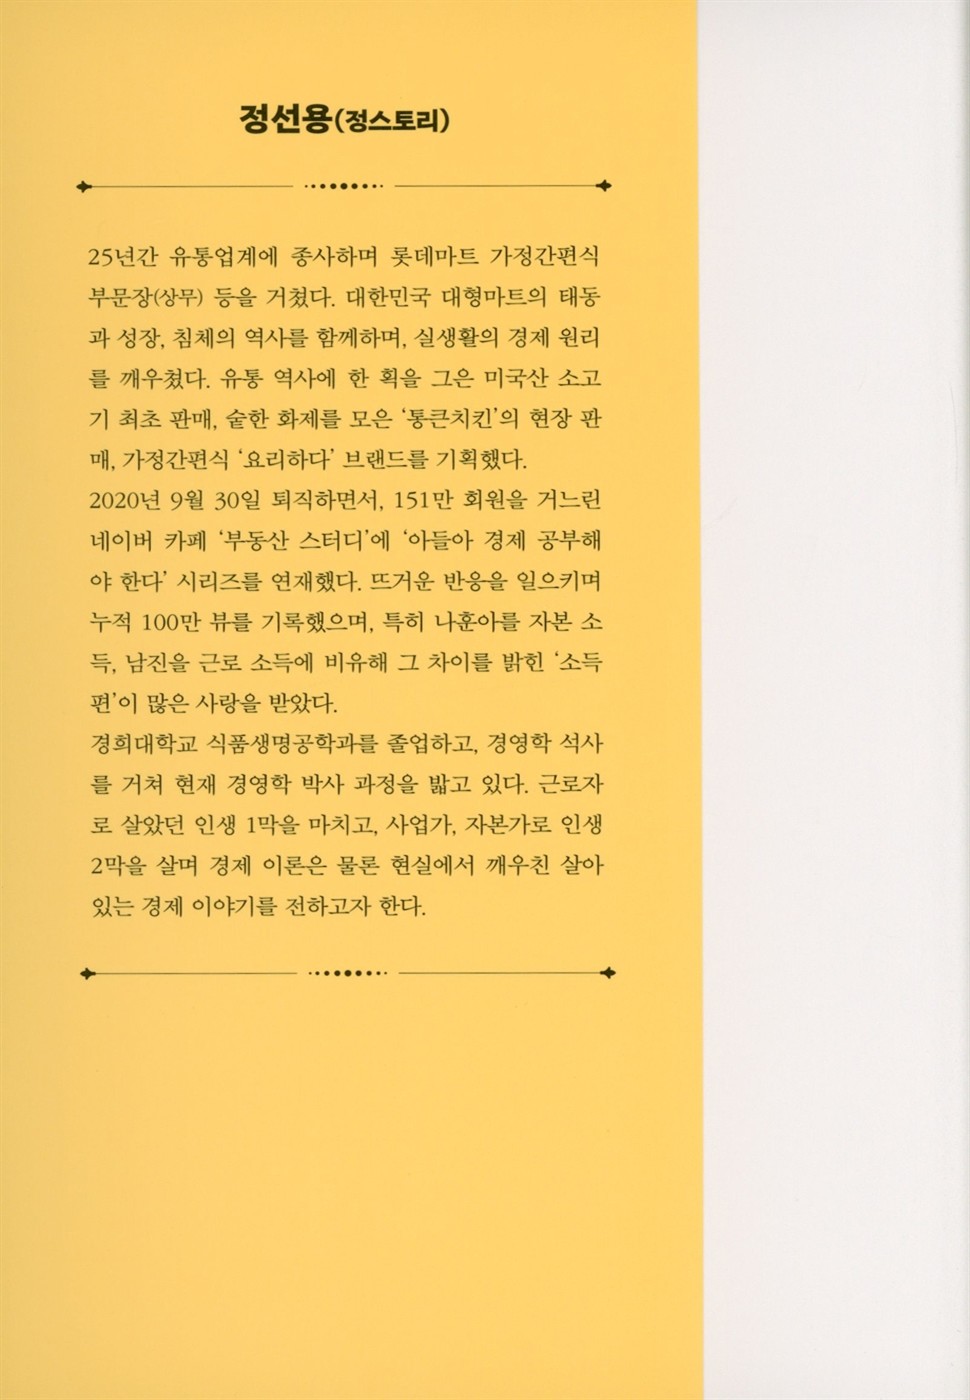 정선용(정스토리)
25년간 유통업계에 종사하며 롯데마트 가정간편식
부문장(상무) 등을 거쳤다. 대한민국 대형마트의 태동
과 성장, 침체의 역사를 함께하며, 실생활의 경제 원리
를 깨우쳤다. 유통 역사에 한 획을 그은 미국산 소고
기 최초 판매, 숱한 화제를 모은 ‘통큰치킨’의 현장 판
매, 가정간편식 ‘요리하다’ 브랜드를 기획했다.
2020년 9월 30일 퇴직하면서, 151만 회원을 거느린
네이버 카페 ‘부동산 스터디’에 ‘아들아 경제 공부해
야 한다’ 시리즈를 연재했다. 뜨거운 반응을 일으키며
누적 100만 뷰를 기록했으며, 특히 나훈아를 자본 소
득, 남진을 근로 소득에 비유해 그 차이를 밝힌 ‘소득
편’이 많은 사랑을 받았다.
경희대학교 식품생명공학과를 졸업하고, 경영학 석사
를 거쳐 현재 경영학 박사 과정을 밟고 있다. 근로자
로 살았던 인생 1막을 마치고, 사업가, 자본가로 인생
2막을 살며 경제 이론은 물론 현실에서 깨우친 살아
있는 경제 이야기를 전하고자 한다.